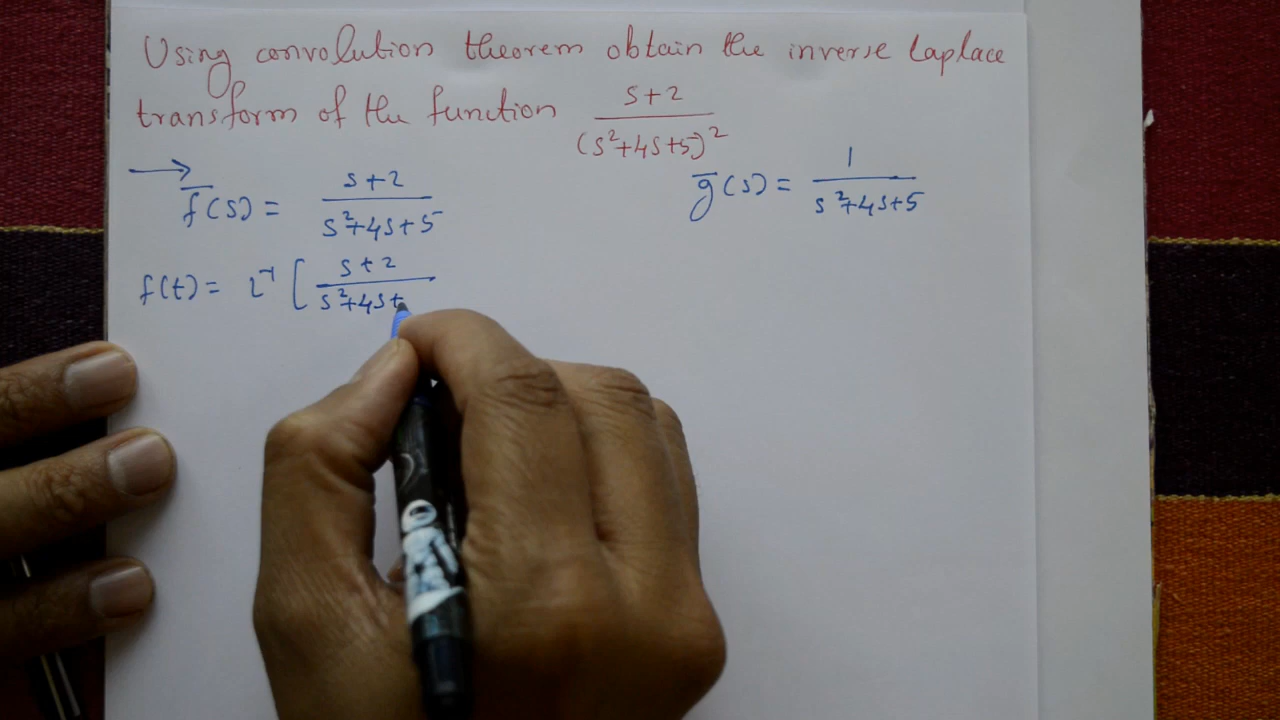 Using convolution theorem obtain the inverse Laplace
transform of the function s+2 / (s²+4s+5)²
→ f̅(s) = s+2 / s²+4s+5
g̅(s) = 1 / s²+4s+5
f(t) = L⁻¹ [ s+2 / s²+4s+